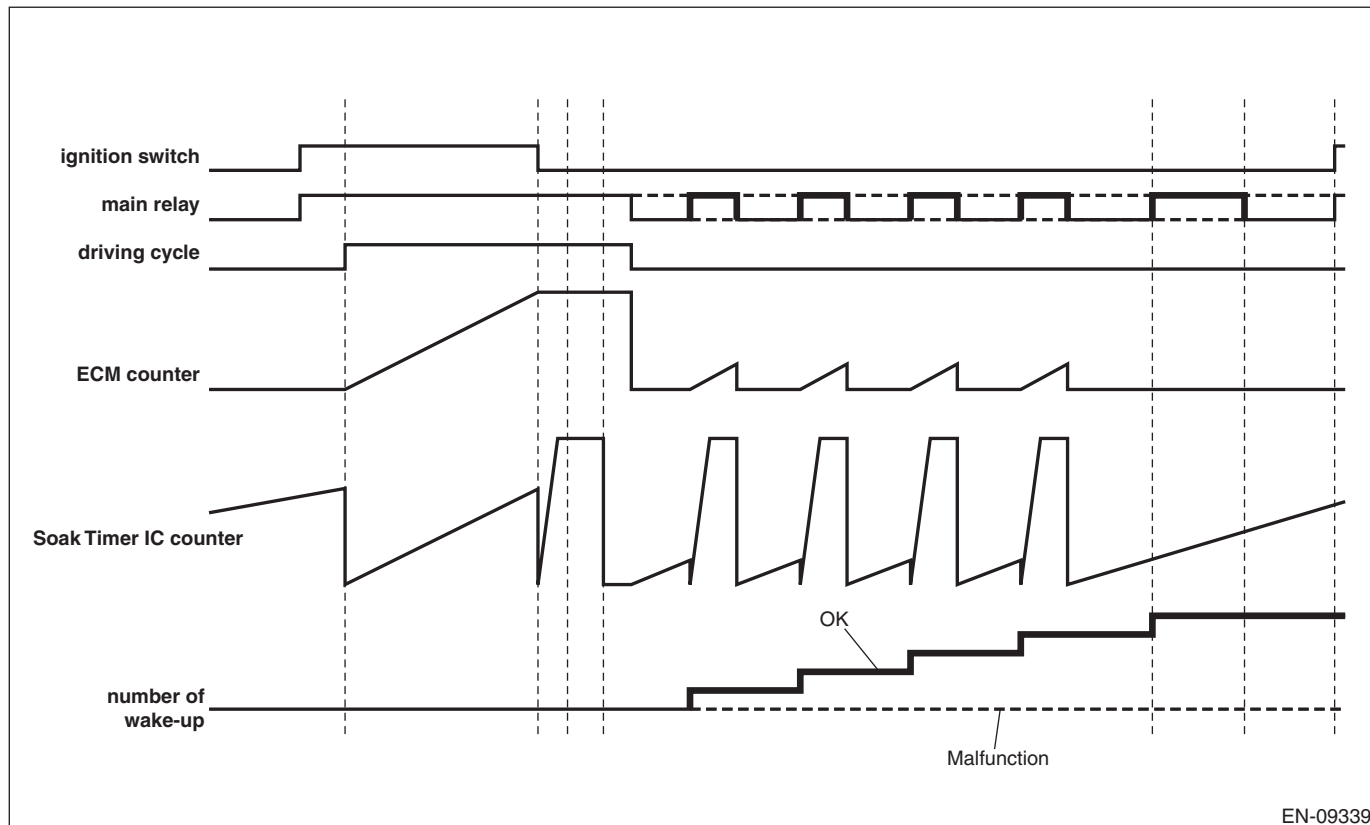 ignition switch
main relay
driving cycle
ECM counter
Soak Timer IC counter
OK
number of
wake-up
Malfunction
EN-09339